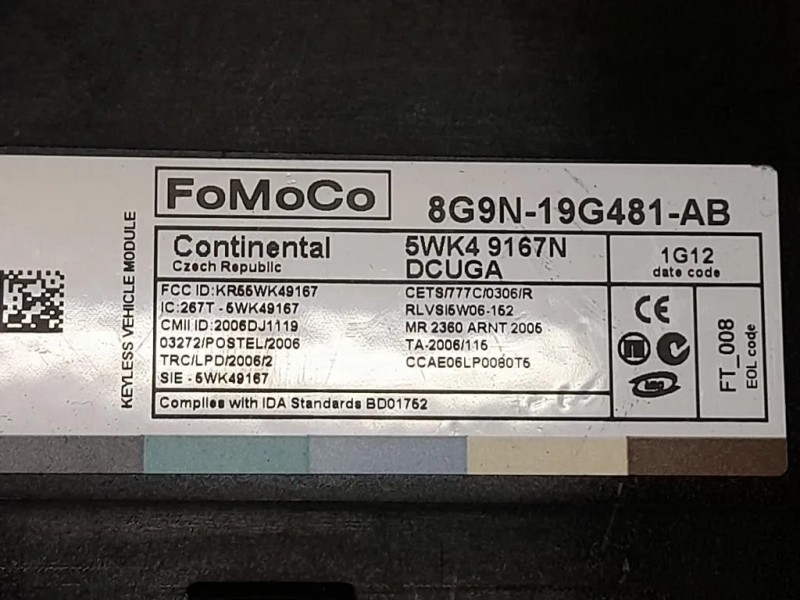 KEYLESS VEHICLE MODULE
FoMoCo
8G9N-19G481-AB
Continental
Czech Republic
5WK4 9167N
DCUGA
1G12
date code
FCC ID:KR55WK49167
IC:267T - 5WK49167
CMII ID:2006DJ1119
03272/POSTEL/2006
TRC/LPD/2006/2
SIE - 5WK49167
CETS/777C/0306/R
RLVSI5W06-152
MR 2360 ARNT 2006
TA-2006/115
CCAE06LP0080T5
CE
FT_008
EOL code
Complies with IDA Standards BD01752